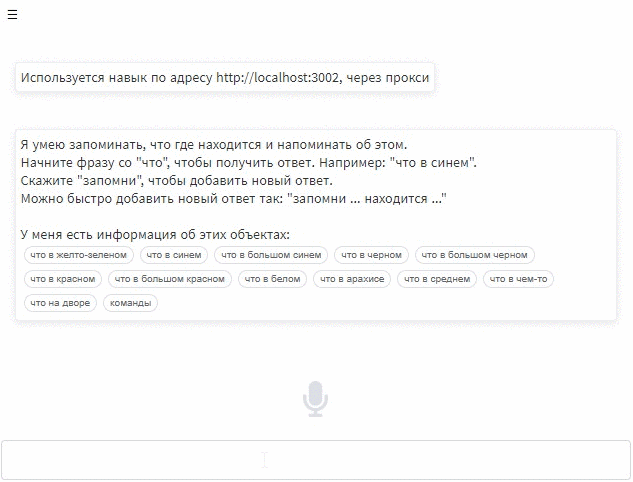 Используется навык по адресу http://localhost:3002, через прокси
Я умею запоминать, что где находится и напоминать об этом.
Начните фразу со "что", чтобы получить ответ. Например: "что в синем".
Скажите "запомни", чтобы добавить новый ответ.
Можно быстро добавить новый ответ так: "запомни ... находится ..."
У меня есть информация об этих объектах:
что в желто-зеленом что в синем что в большом синем что в черном что в большом черном
что в красном что в большом красном что в белом что в арахисе что в среднем что в чем-то
что на дворе команды